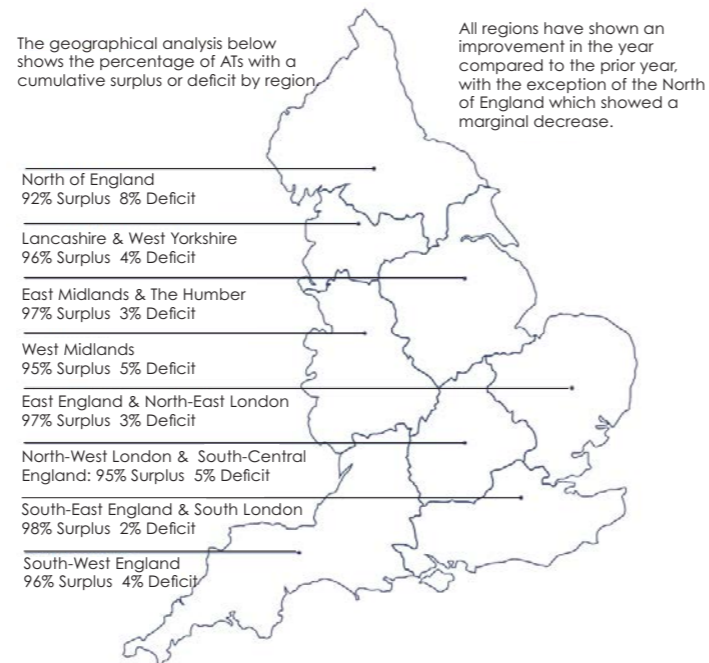 The geographical analysis below
shows the percentage of ATs with a
cumulative surplus or deficit by region.
All regions have shown an
improvement in the year
compared to the prior year,
with the exception of the North
of England which showed a
marginal decrease.
North of England
92% Surplus 8% Deficit
Lancashire & West Yorkshire
96% Surplus 4% Deficit
East Midlands & The Humber
97% Surplus 3% Deficit
West Midlands
95% Surplus 5% Deficit
East England & North-East London
97% Surplus 3% Deficit
North-West London & South-Central
England: 95% Surplus 5% Deficit
South-East England & South London
98% Surplus 2% Deficit
South-West England
96% Surplus 4% Deficit